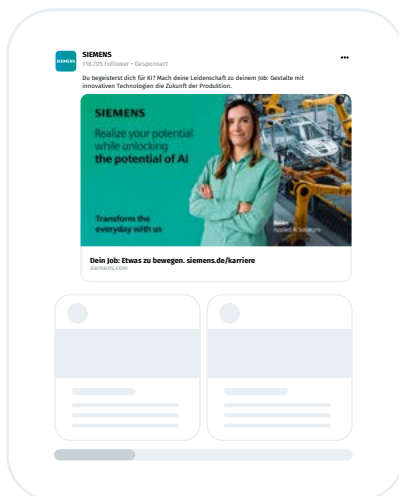 SIEMENS
SIEMENS
118.705 Follower • Gesponsert
Du begeisterst dich für KI? Mach deine Leidenschaft zu deinem Job: Gestalte mit
innovativen Technologien die Zukunft der Produktion.
SIEMENS
Realize your potential
while unlocking
the potential of AI
Transform the
everyday with us
Applied AI Solutions
Dein Job: Etwas zu bewegen. siemens.de/karriere
siemens.com